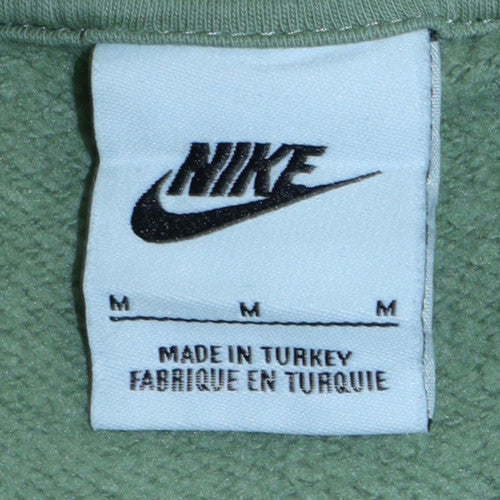 NIKE
M M M
MADE IN TURKEY
FABRIQUE EN TURQUIE